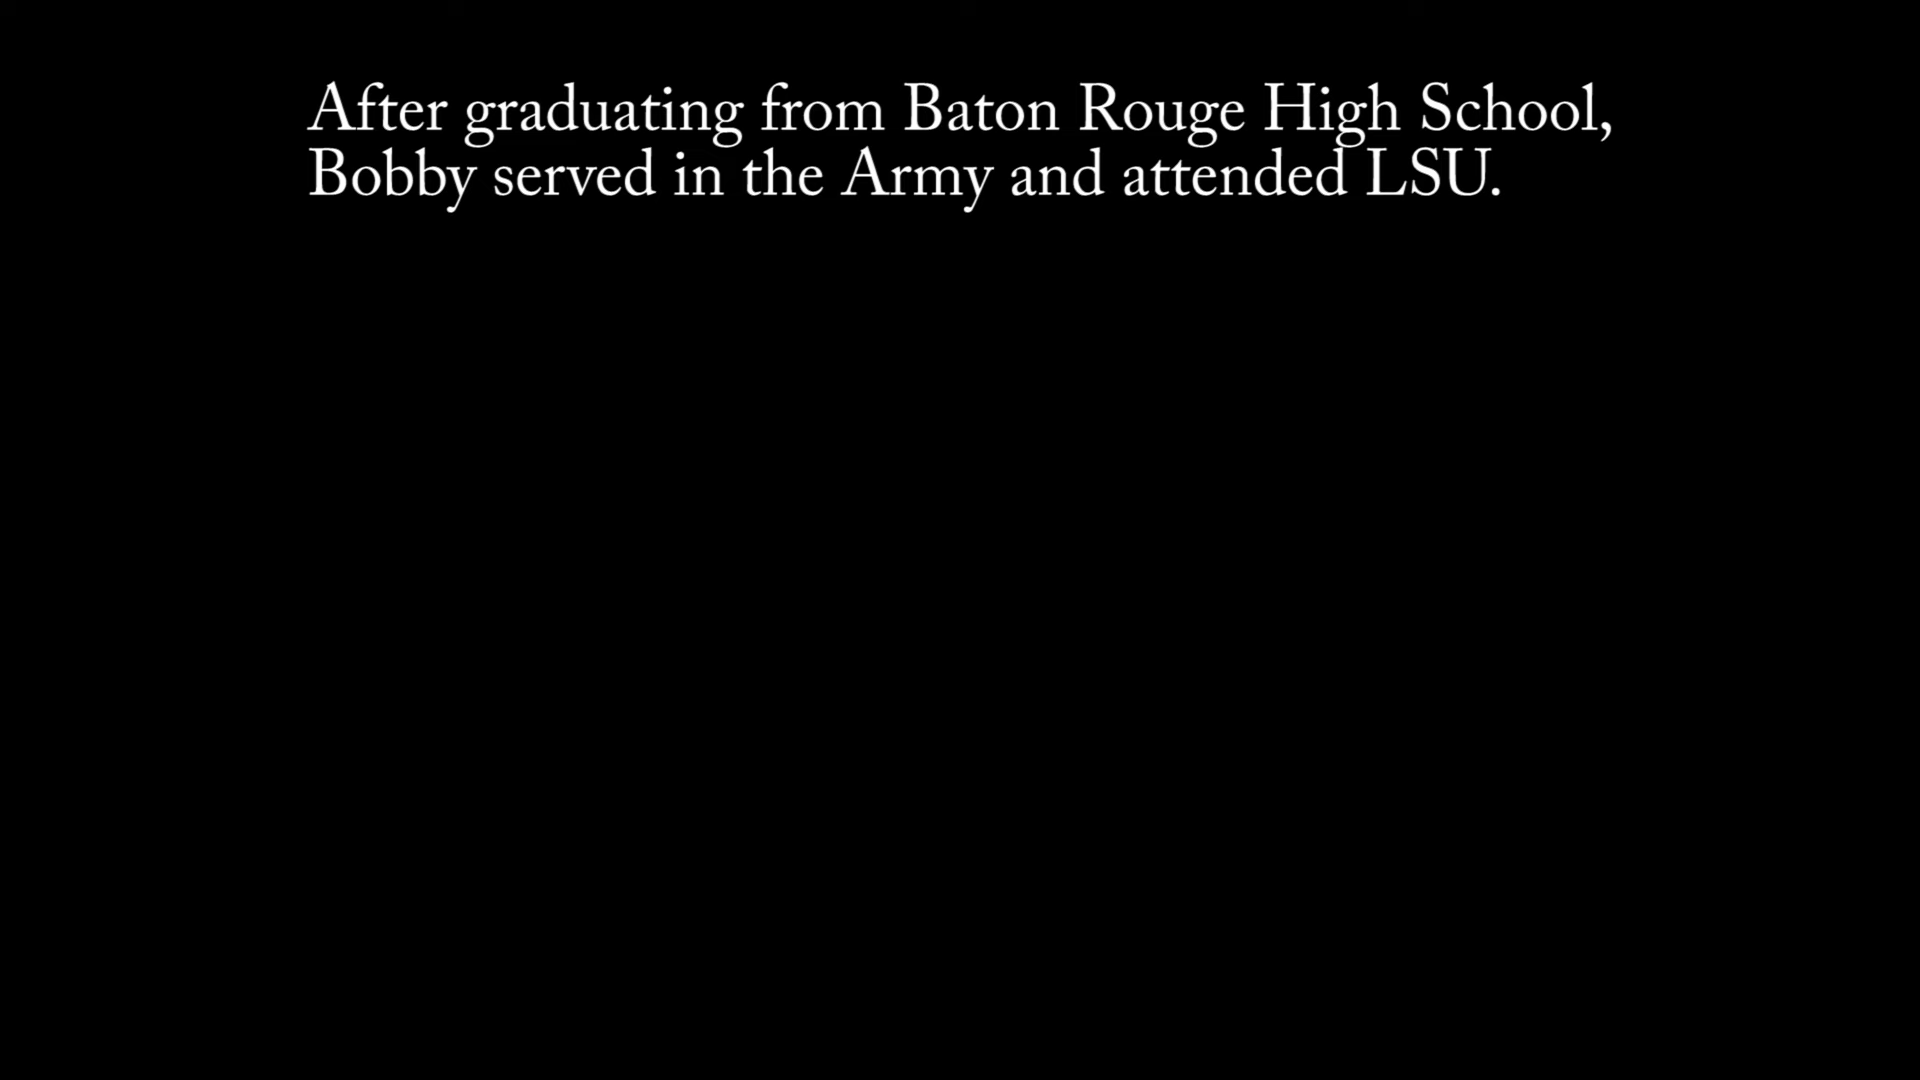 After graduating from Baton Rouge High School,
Bobby served in the Army and attended LSU.